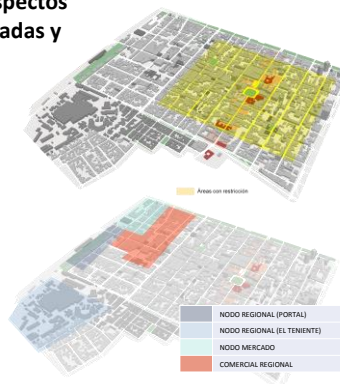 spectos
adas y
Áreas con restricción
NODO REGIONAL (PORTAL)
NODO REGIONAL (EL TENIENTE)
NODO MERCADO
COMERCIAL REGIONAL